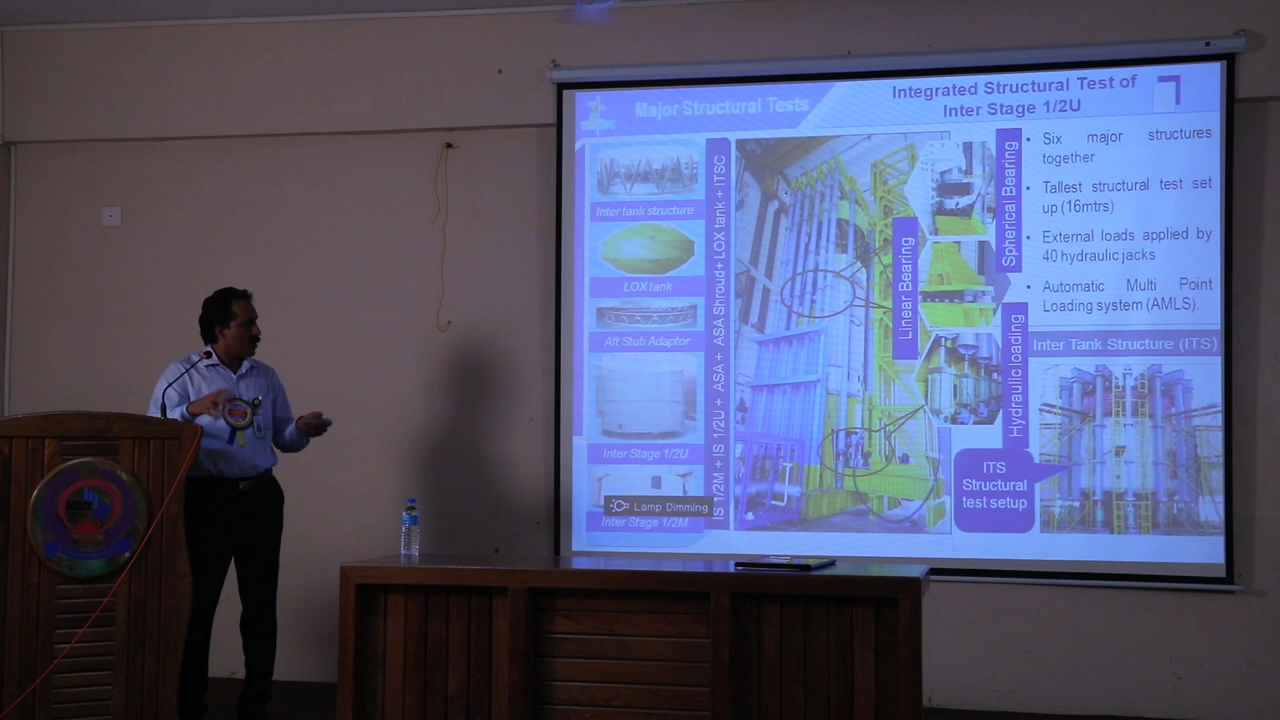 Major Structural Tests
Integrated Structural Test of
Inter Stage 1/2U
Inter tank structure
LOX tank
Aft Stub Adaptor
Inter Stage 1/2U
Lamp Dimming
Inter Stage 1/2M
IS 1/2M + IS 1/2U + ASA + ASA Shroud+ LOX tank + ITSC
Linear Bearing
Spherical Bearing
Hydraulic loading
• Six major structures
together
• Tallest structural test set
up (16mtrs)
• External loads applied by
40 hydraulic jacks
• Automatic Multi Point
Loading system (AMLS).
Inter Tank Structure (ITS)
ITS
Structural
test setup